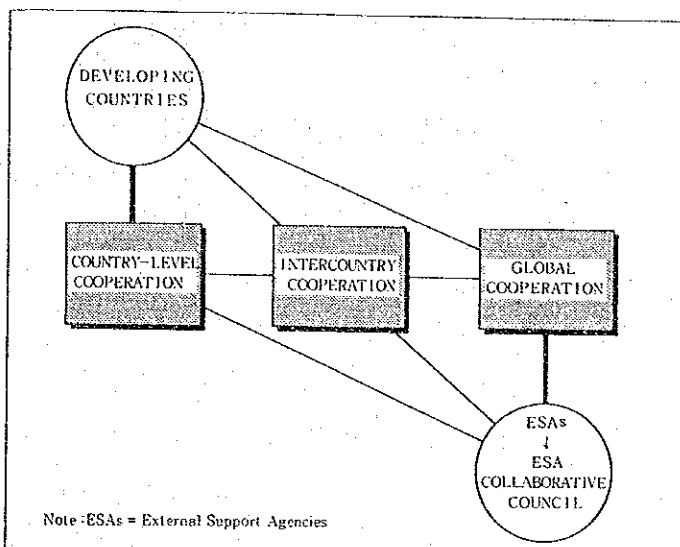 DEVELOPING
COUNTRIES
COUNTRY-LEVEL
COOPERATION
INTERCOUNTRY
COOPERATION
GLOBAL
COOPERATION
ESAs
↓
ESA
COLLABORATIVE
COUNCIL
Note:ESAs = External Support Agencies